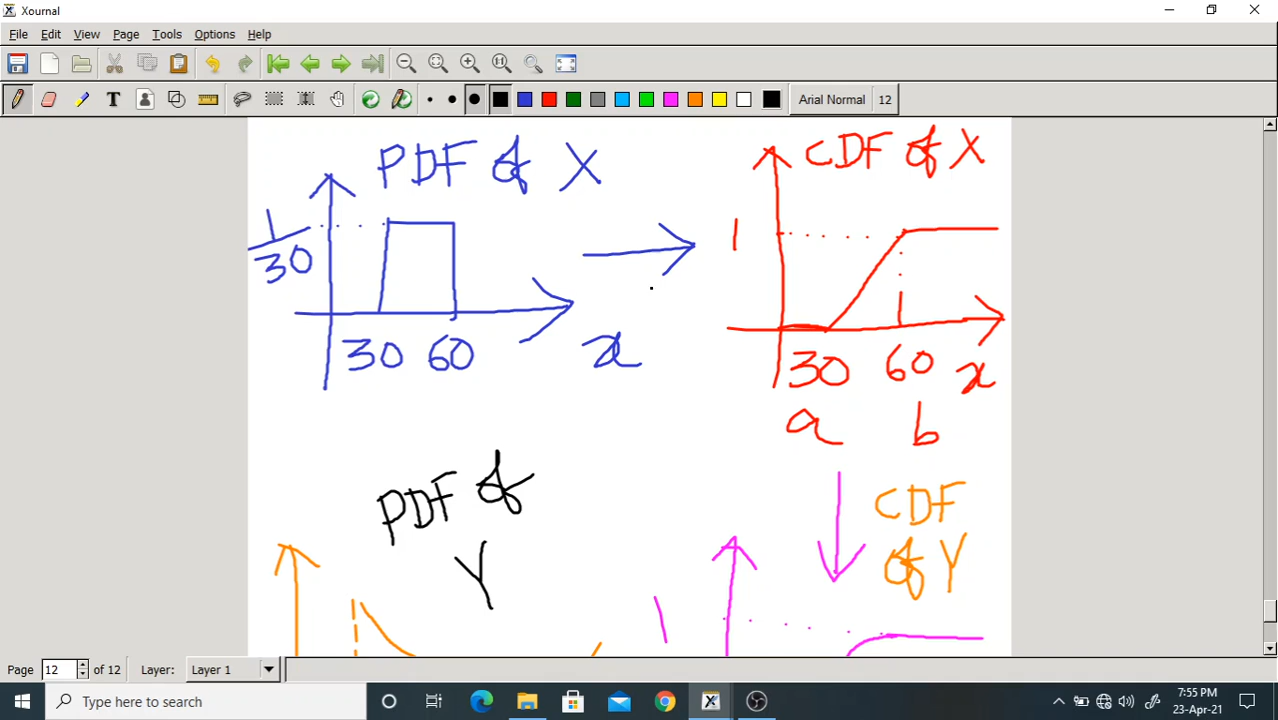 Xournal
File Edit View Page Tools Options Help
Arial Normal 12
PDF of X
1
30
30 60 x
CDF of X
1
30 60 x
a b
PDF of
Y
CDF
of Y
1
Page 12 of 12 Layer: Layer 1
Type here to search
7:55 PM
23-Apr-21